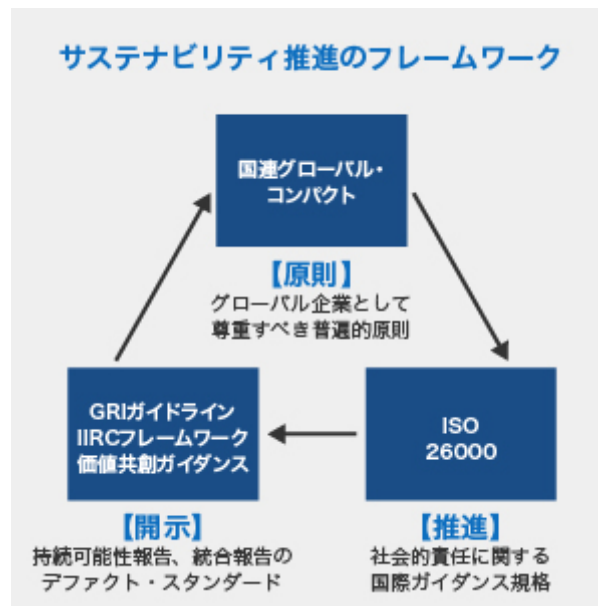 サステナビリティ推進のフレームワーク
国連グローバル・
コンパクト
【原則】
グローバル企業として
尊重すべき普遍的原則
GRIガイドライン
IIRCフレームワーク
価値共創ガイダンス
【開示】
持続可能性報告、統合報告の
デファクト・スタンダード
ISO
26000
【推進】
社会的責任に関する
国際ガイダンス規格